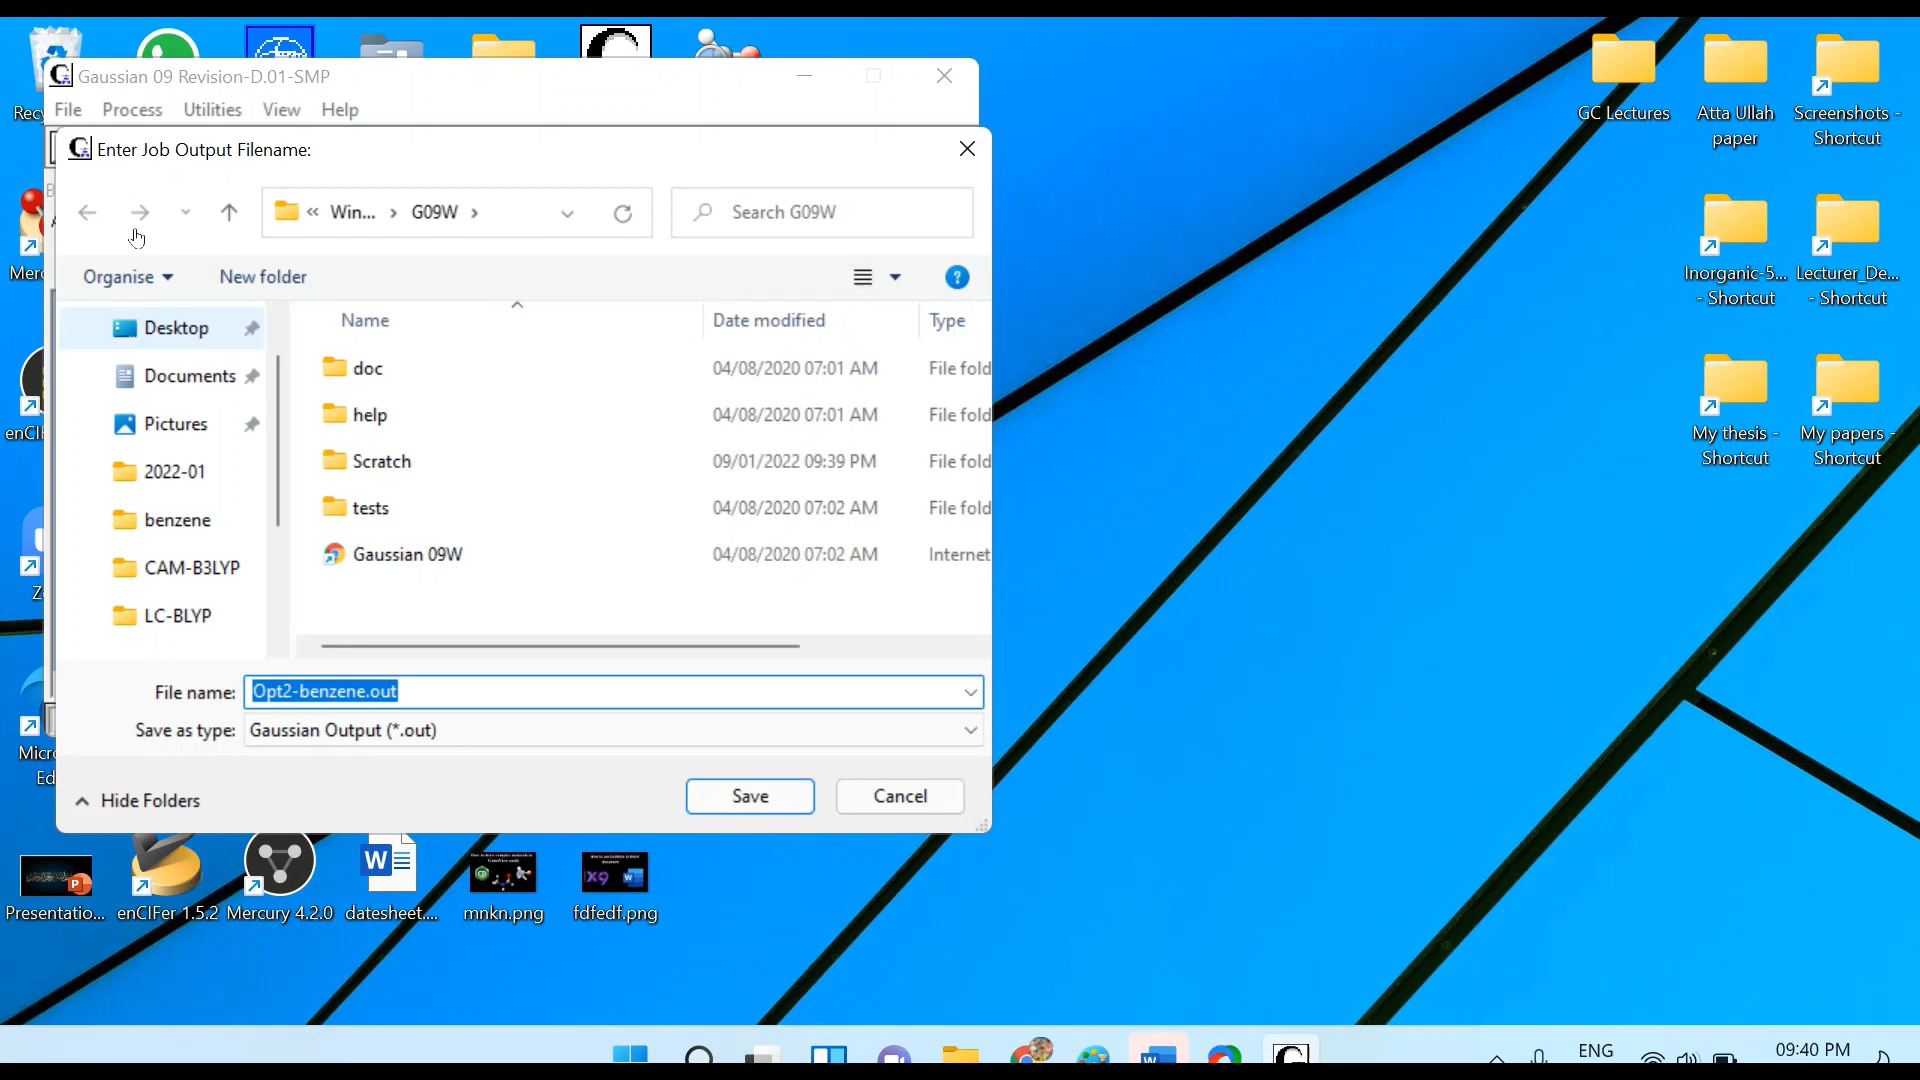 Gaussian 09 Revision-D.01-SMP
File Process Utilities View Help
Enter Job Output Filename:
« Win... › G09W ›
Search G09W
Organise
New folder
Name
Date modified
Type
Desktop
Documents
Pictures
2022-01
benzene
CAM-B3LYP
LC-BLYP
doc 04/08/2020 07:01 AM File fold
help 04/08/2020 07:01 AM File fold
Scratch 09/01/2022 09:39 PM File fold
tests 04/08/2020 07:02 AM File fold
Gaussian 09W 04/08/2020 07:02 AM Internet
File name: Opt2-benzene.out
Save as type: Gaussian Output (*.out)
Hide Folders
Save
Cancel
GC Lectures
Atta Ullah
paper
Screenshots -
Shortcut
Inorganic-5...
- Shortcut
Lecturer_De...
- Shortcut
My thesis -
Shortcut
My papers -
Shortcut
Recy
Merc
enCIF
Z
Micro
Ed
Presentatio...
enCIFer 1.5.2
Mercury 4.2.0
datesheet....
mnkn.png
fdfedf.png
ENG
09:40 PM